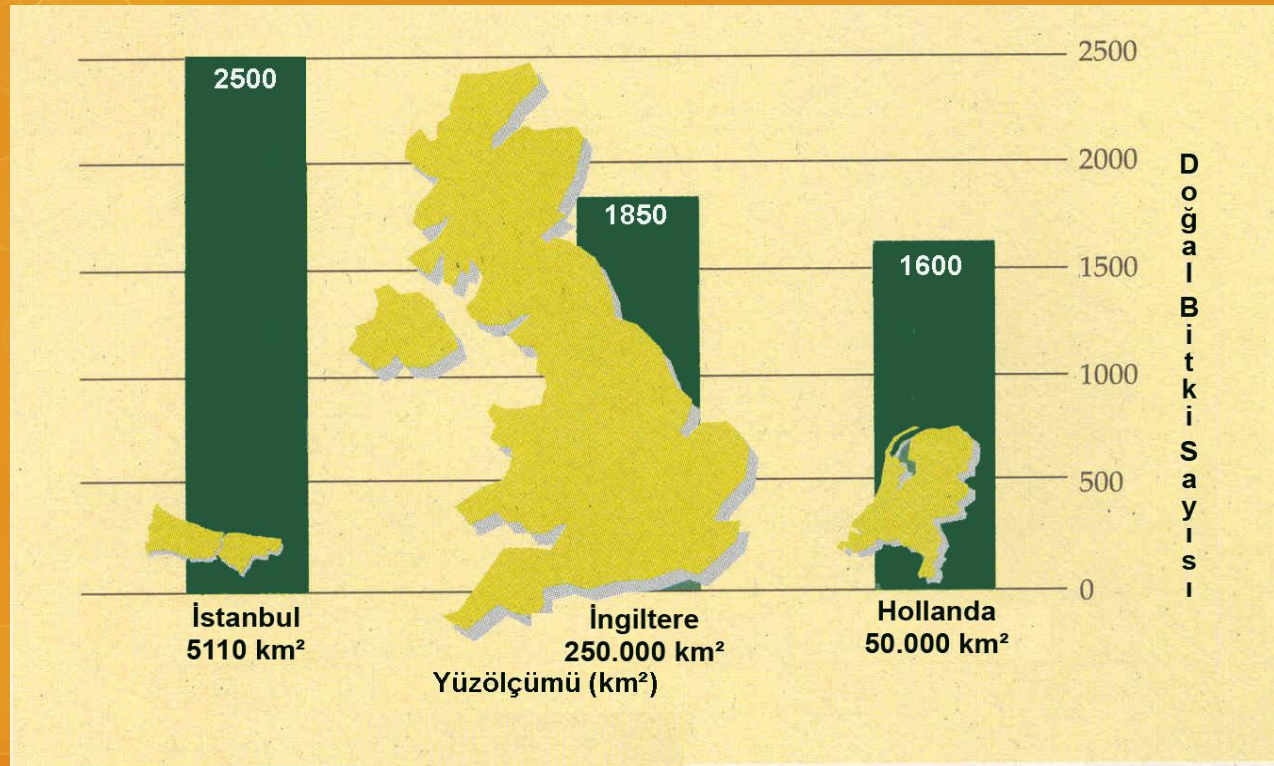 2500
1850
1600
2500
2000
1500
1000
500
0
Doğal Bitki Sayısı
İstanbul
5110 km²
İngiltere
250.000 km²
Hollanda
50.000 km²
Yüzölçümü (km²)